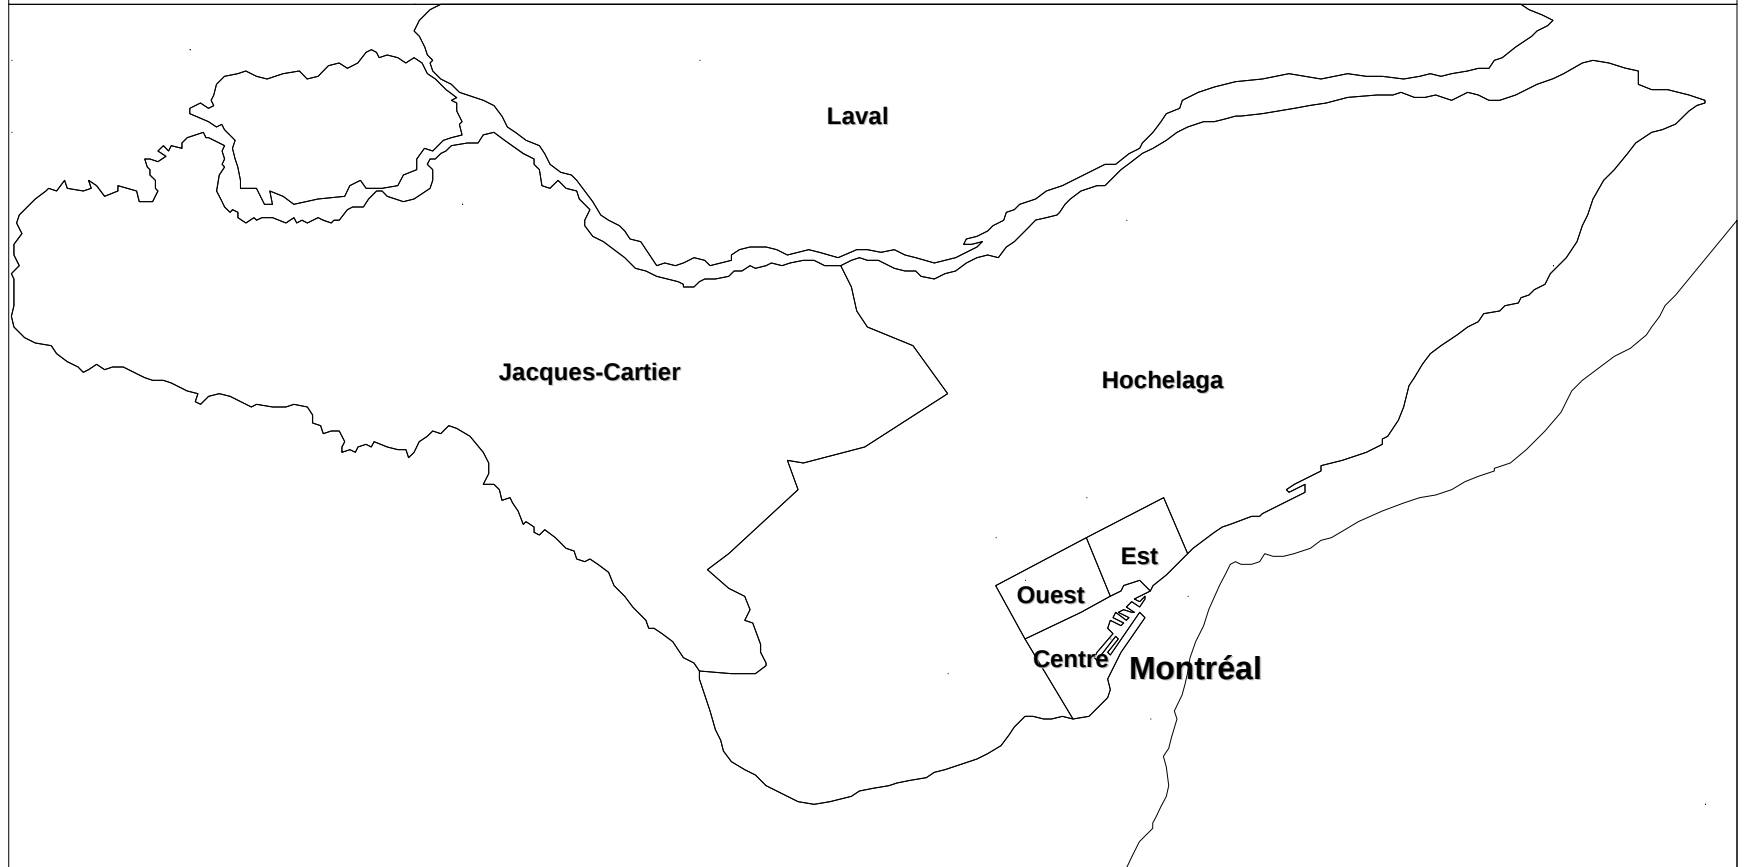 Laval
Jacques-Cartier
Hochelaga
Est
Ouest
Centre
Montréal